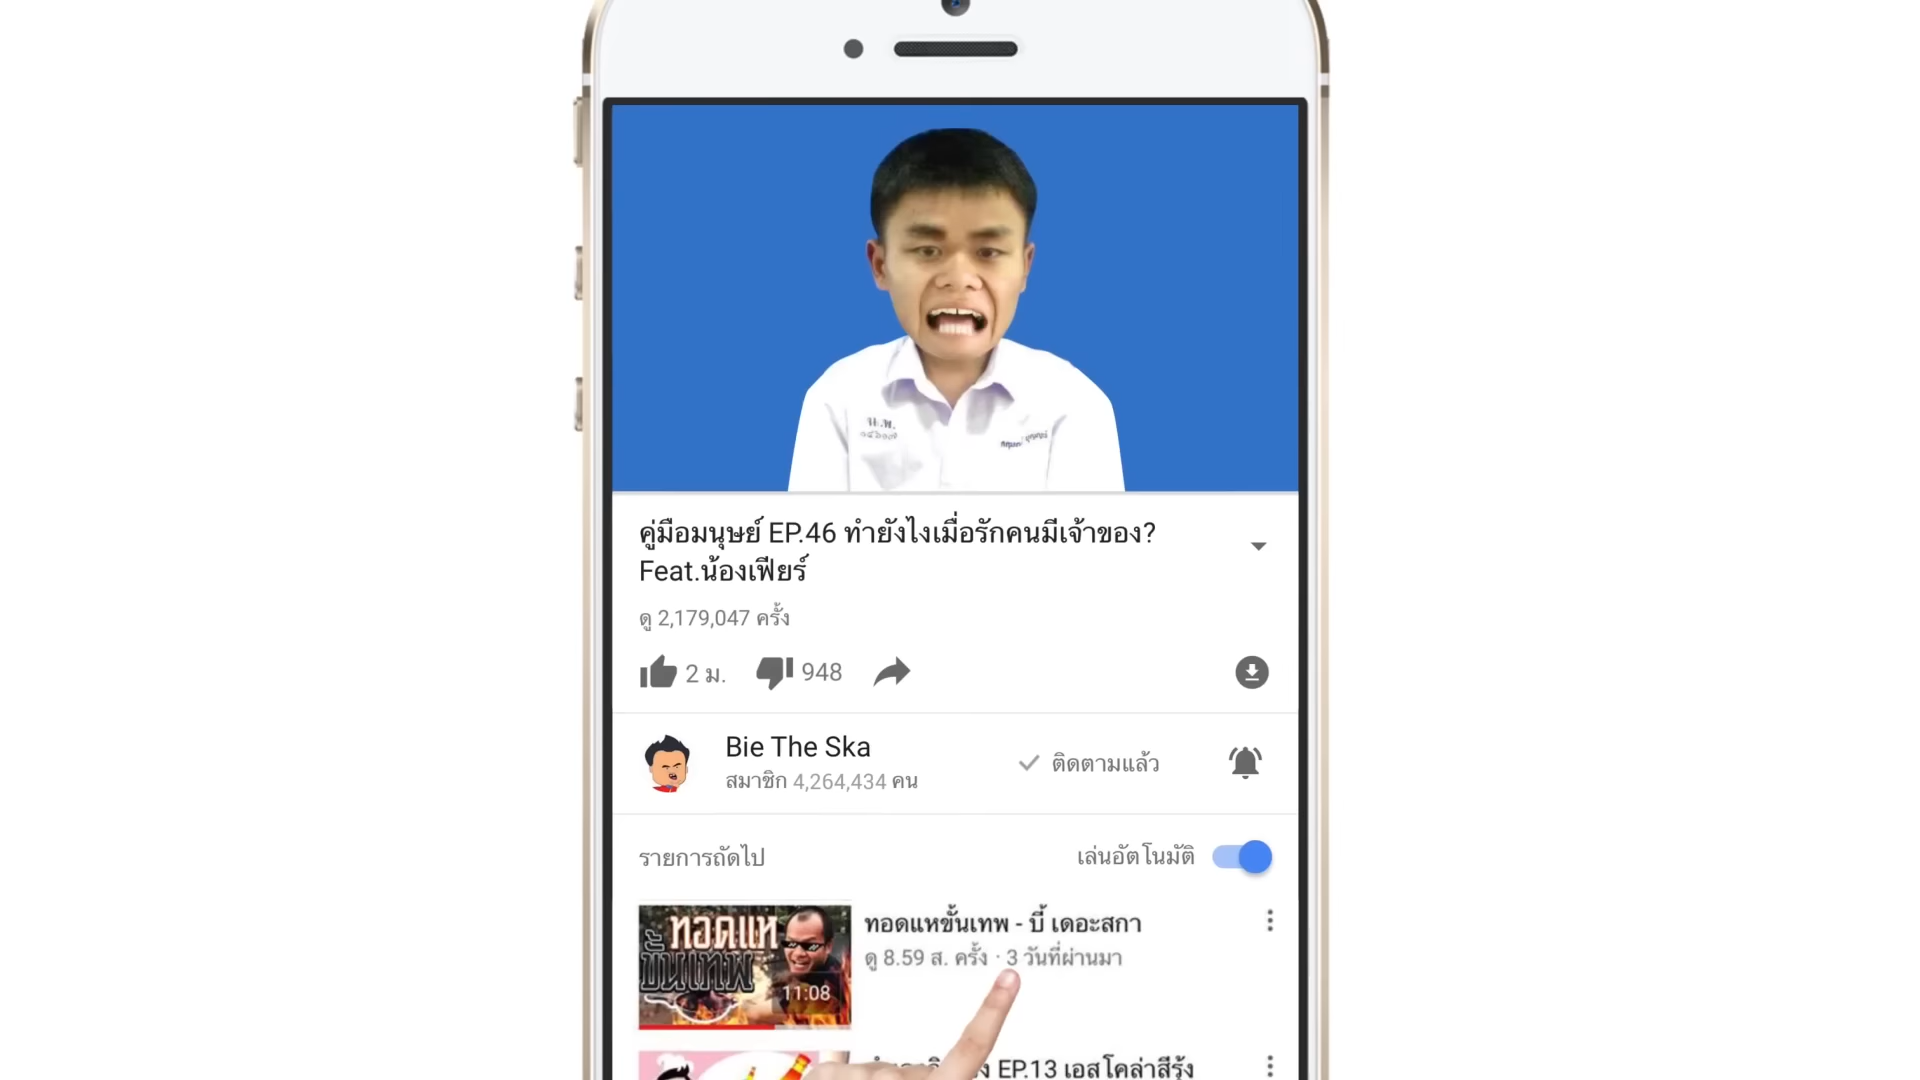 คู่มือมนุษย์ EP.46 ทำยังไงเมื่อรักคนมีเจ้าของ?
Feat.น้องเฟียร์
ดู 2,179,047 ครั้ง
2 ม. 948
Bie The Ska
สมาชิก 4,264,434 คน
ติดตามแล้ว
รายการถัดไป
เล่นอัตโนมัติ
ทอดแห
ขั้นเทพ
11:08
ทอดแหขั้นเทพ - บี้ เดอะสกา
ดู 8.59 ส. ครั้ง · 3 วันที่ผ่านมา
EP.13 เอสโคล่าสีรุ้ง